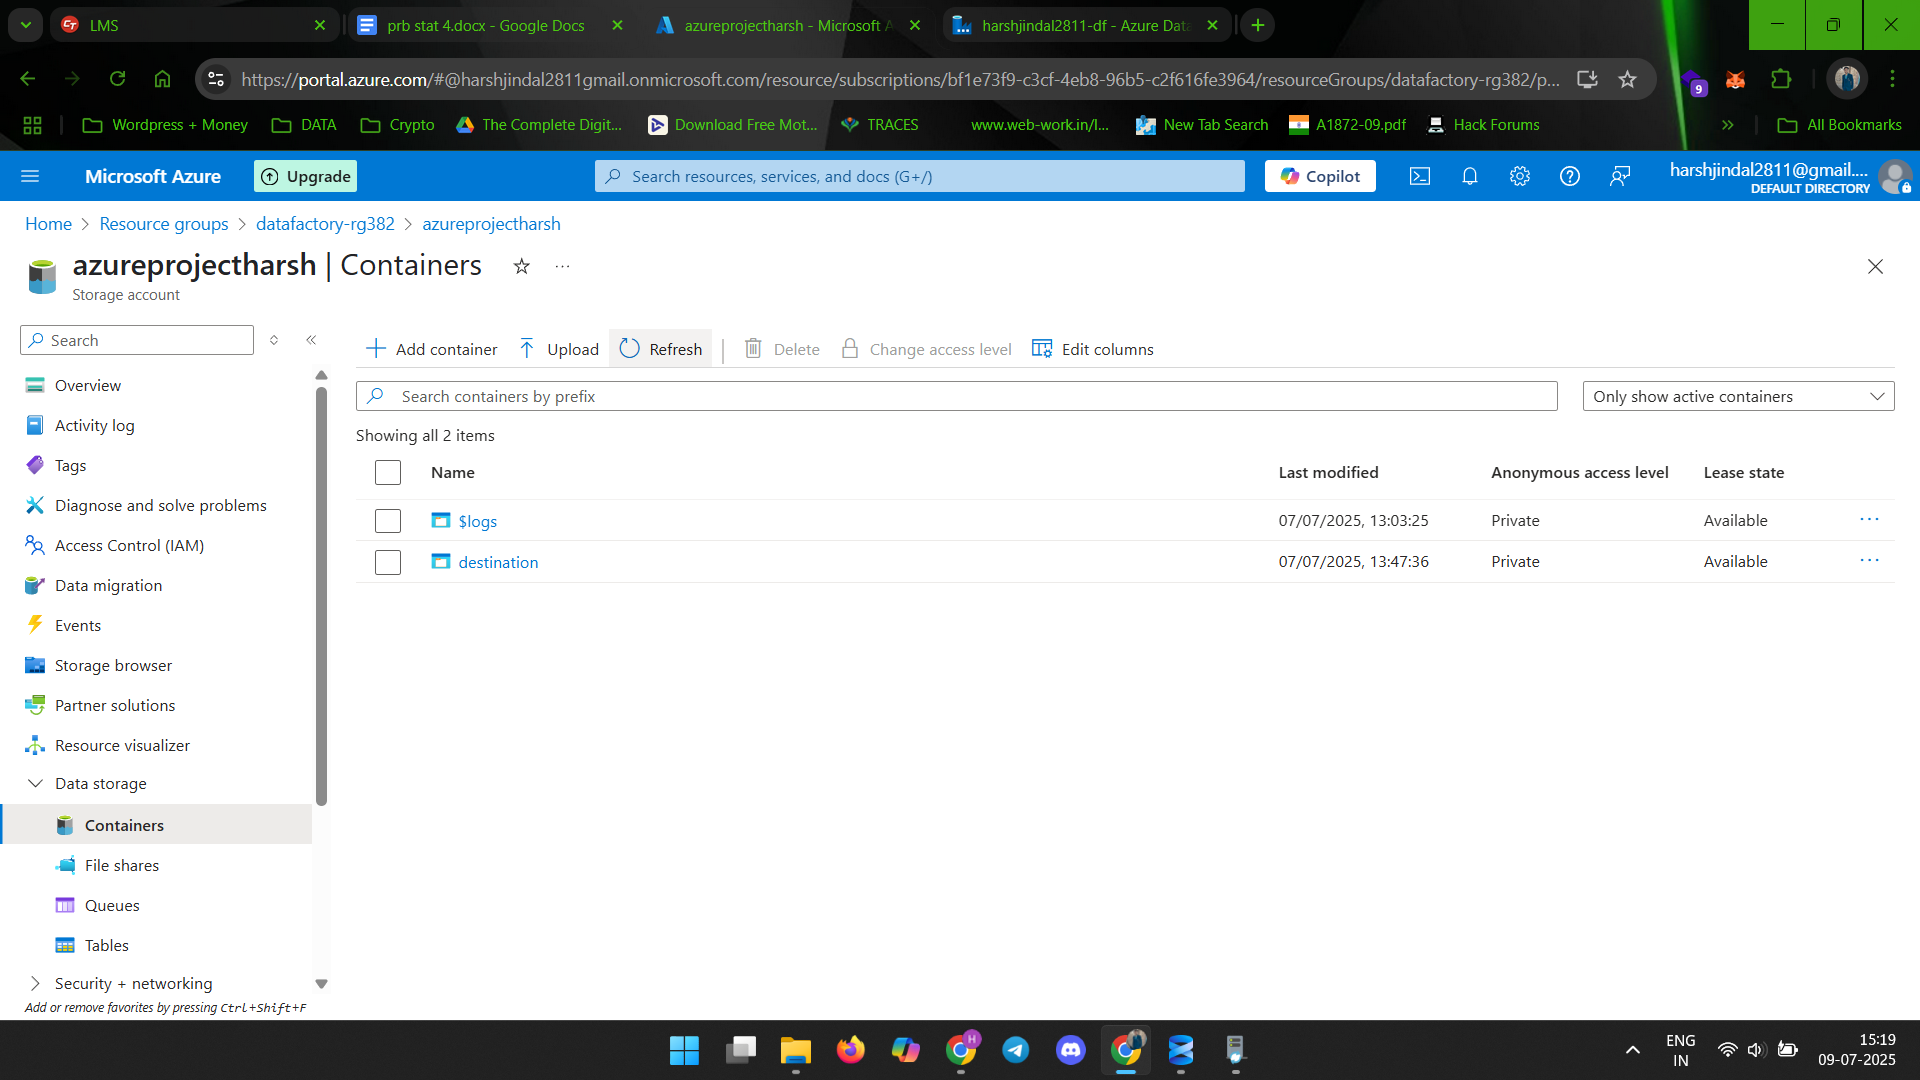 LMS
prb stat 4.docx - Google Docs
azureprojectharsh - Microsoft A
harshjindal2811-df - Azure Data
https://portal.azure.com/#@harshjindal2811gmail.onmicrosoft.com/resource/subscriptions/bf1e73f9-c3cf-4eb8-96b5-c2f616fe3964/resourceGroups/datafactory-rg382/p...
9
Wordpress + Money
DATA
Crypto
The Complete Digit...
Download Free Mot...
TRACES
www.web-work.in/l...
New Tab Search
A1872-09.pdf
Hack Forums
All Bookmarks
Microsoft Azure
Upgrade
Search resources, services, and docs (G+/)
Copilot
harshjindal2811@gmail....
DEFAULT DIRECTORY
Home > Resource groups > datafactory-rg382 > azureprojectharsh
azureprojectharsh | Containers
Storage account
Search
Add container
Upload
Refresh
Delete
Change access level
Edit columns
Search containers by prefix
Only show active containers
Showing all 2 items
Name Last modified Anonymous access level Lease state
$logs 07/07/2025, 13:03:25 Private Available
destination 07/07/2025, 13:47:36 Private Available
Overview
Activity log
Tags
Diagnose and solve problems
Access Control (IAM)
Data migration
Events
Storage browser
Partner solutions
Resource visualizer
Data storage
Containers
File shares
Queues
Tables
Security + networking
Add or remove favorites by pressing Ctrl+Shift+F
H
ENG
IN
15:19
09-07-2025